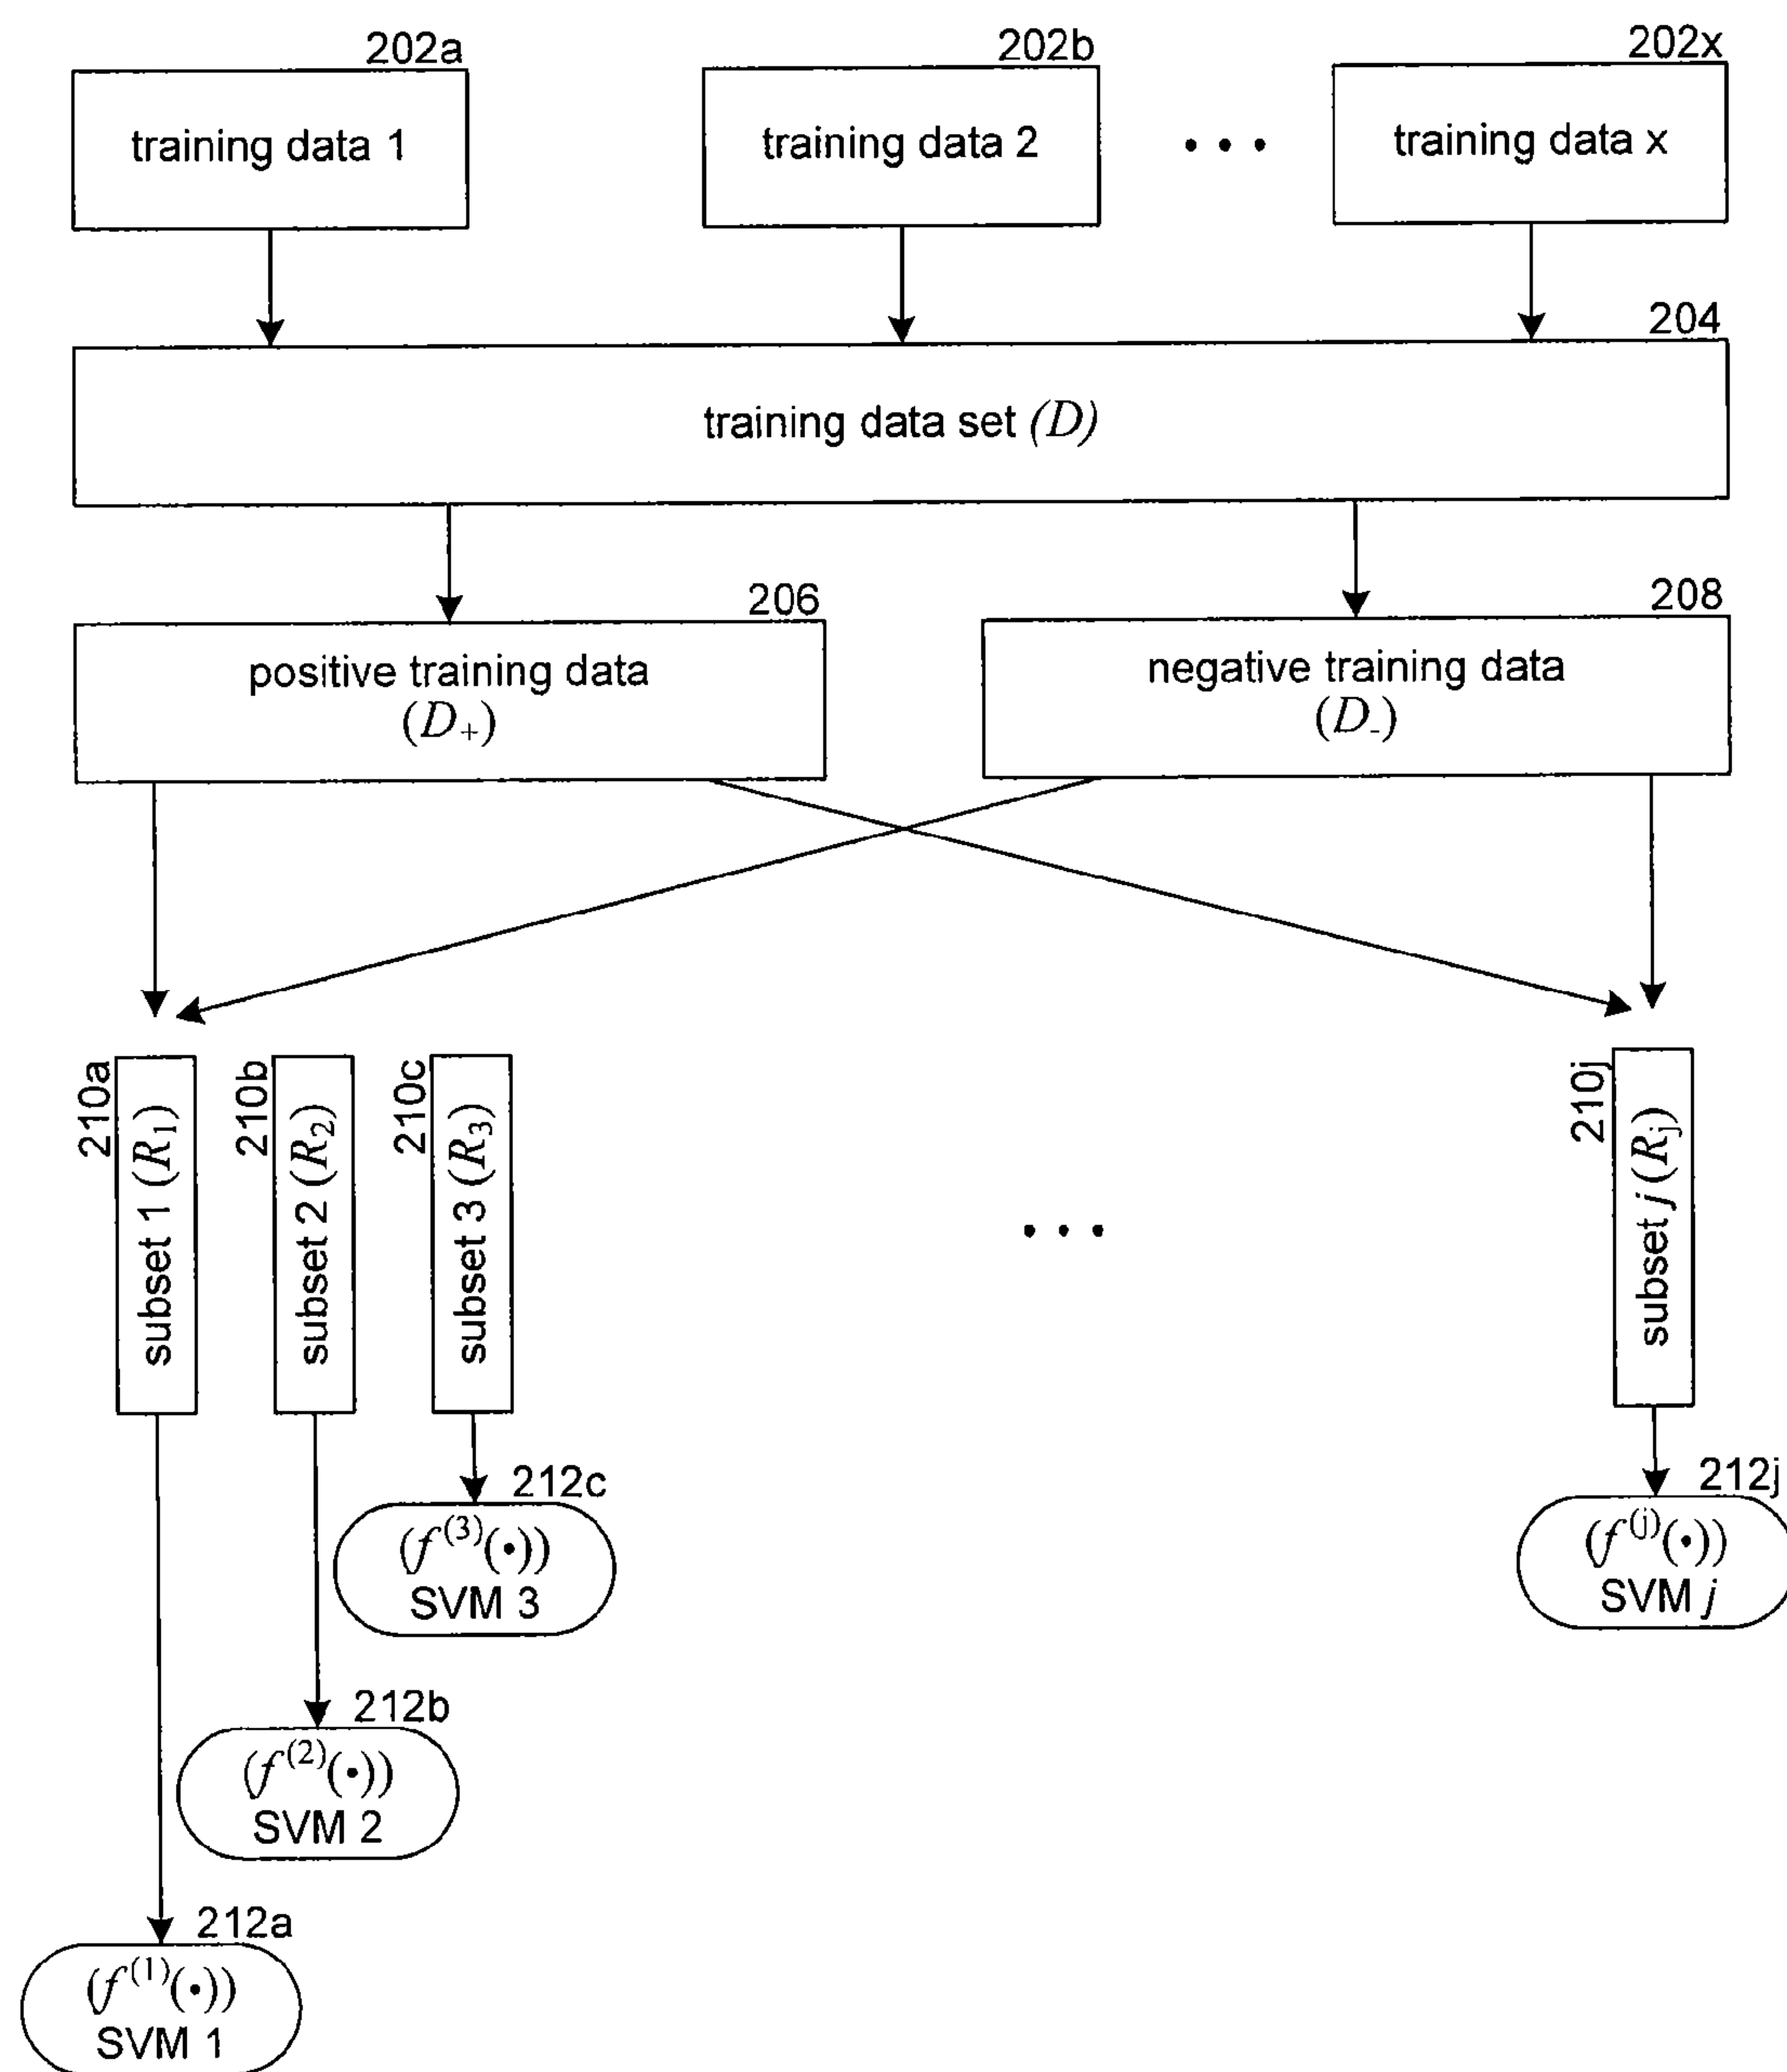 202a
training data 1
202b
training data 2
• • •
202x
training data x
204
training data set (D)
206
positive training data
(D₊)
208
negative training data
(D₋)
210a
subset 1 (R₁)
210b
subset 2 (R₂)
210c
subset 3 (R₃)
• • •
210j
subset j (Rⱼ)
212c
(f⁽³⁾(•))
SVM 3
212j
(f⁽ʲ⁾(•))
SVM j
212b
(f⁽²⁾(•))
SVM 2
212a
(f⁽¹⁾(•))
SVM 1